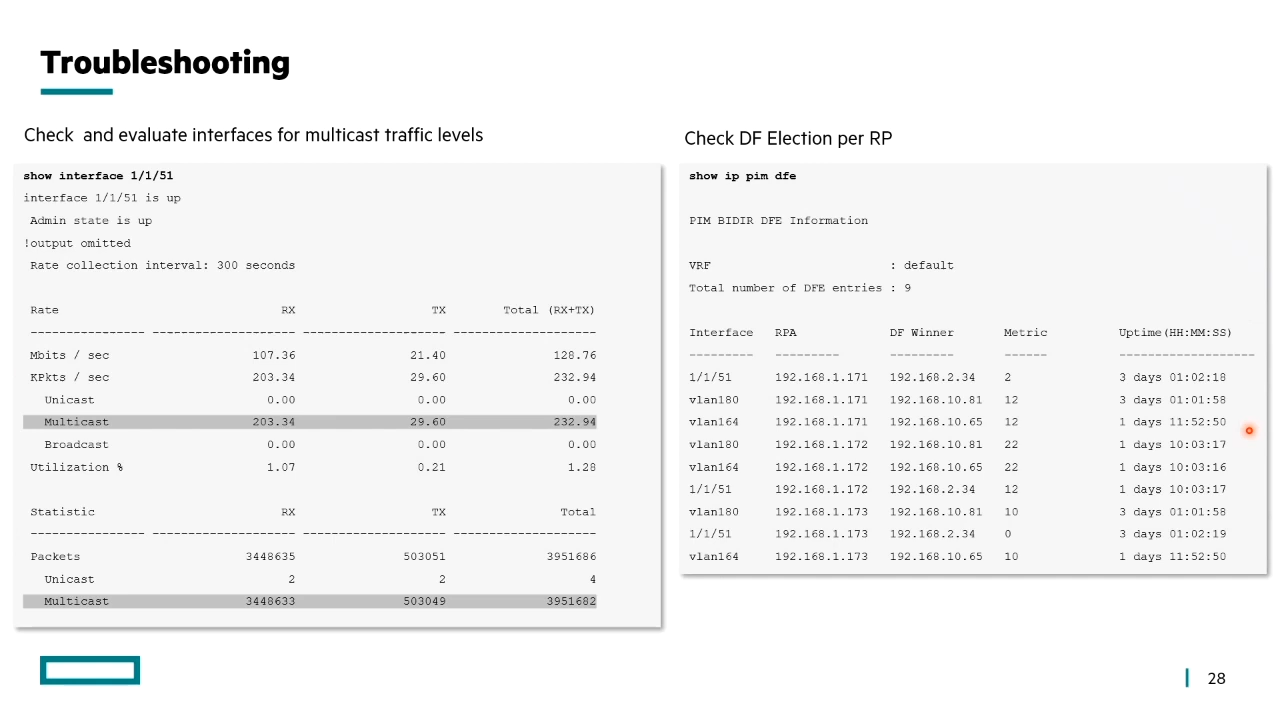 Troubleshooting
Check  and evaluate interfaces for multicast traffic levels
show interface 1/1/51
interface 1/1/51 is up
Admin state is up
!output omitted
Rate collection interval: 300 seconds
Rate RX TX Total (RX+TX)
---------------- -------------------- -------------------- --------------------
Mbits / sec 107.36 21.40 128.76
KPkts / sec 203.34 29.60 232.94
Unicast 0.00 0.00 0.00
Multicast 203.34 29.60 232.94
Broadcast 0.00 0.00 0.00
Utilization % 1.07 0.21 1.28
Statistic RX TX Total
---------------- -------------------- -------------------- --------------------
Packets 3448635 503051 3951686
Unicast 2 2 4
Multicast 3448633 503049 3951682
Check DF Election per RP
show ip pim dfe
PIM BIDIR DFE Information
VRF : default
Total number of DFE entries : 9
Interface RPA DF Winner Metric Uptime(HH:MM:SS)
--------- --------- --------- ------ -------------------
1/1/51 192.168.1.171 192.168.2.34 2 3 days 01:02:18
vlan180 192.168.1.171 192.168.10.81 12 3 days 01:01:58
vlan164 192.168.1.171 192.168.10.65 12 1 days 11:52:50
vlan180 192.168.1.172 192.168.10.81 22 1 days 10:03:17
vlan164 192.168.1.172 192.168.10.65 22 1 days 10:03:16
1/1/51 192.168.1.172 192.168.2.34 12 1 days 10:03:17
vlan180 192.168.1.173 192.168.10.81 10 3 days 01:01:58
1/1/51 192.168.1.173 192.168.2.34 0 3 days 01:02:19
vlan164 192.168.1.173 192.168.10.65 10 1 days 11:52:50
28